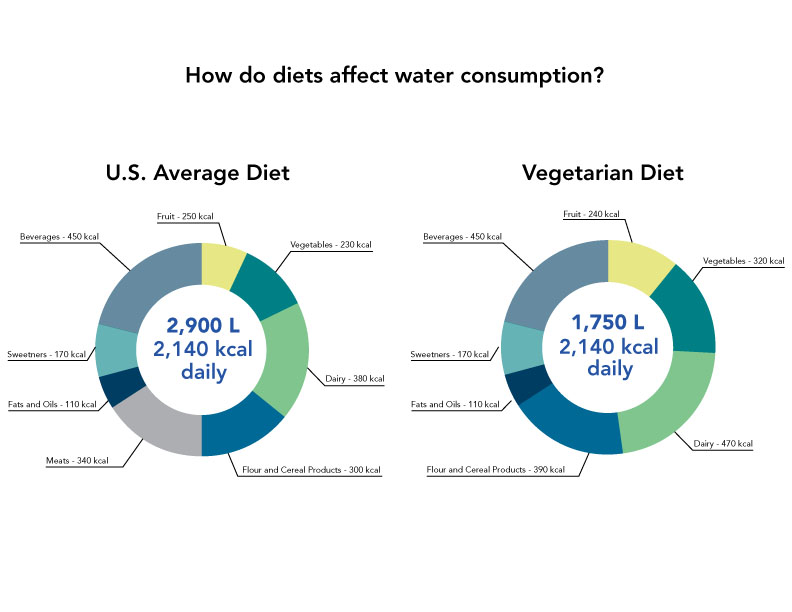 How do diets affect water consumption?
U.S. Average Diet
Fruit - 250 kcal
Beverages - 450 kcal
Vegetables - 230 kcal
2,900 L
2,140 kcal
daily
Sweetners - 170 kcal
Dairy - 380 kcal
Fats and Oils - 110 kcal
Meats - 340 kcal
Flour and Cereal Products - 300 kcal
Vegetarian Diet
Fruit - 240 kcal
Beverages - 450 kcal
Vegetables - 320 kcal
1,750 L
2,140 kcal
daily
Sweetners - 170 kcal
Fats and Oils - 110 kcal
Dairy - 470 kcal
Flour and Cereal Products - 390 kcal